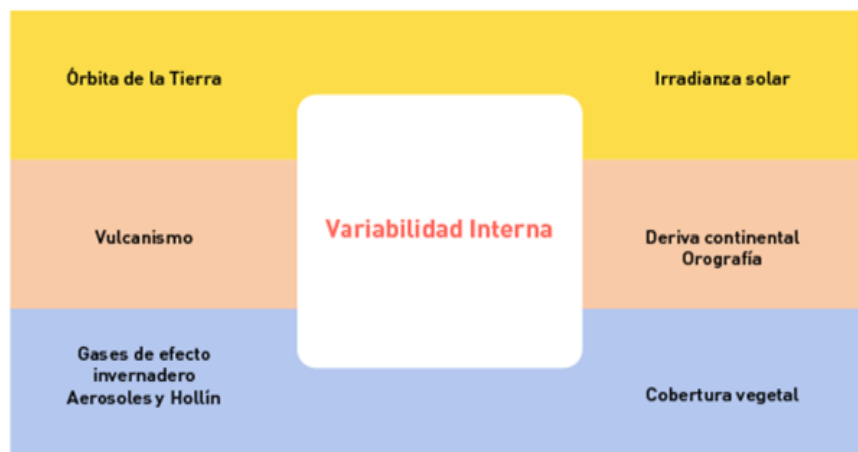 Órbita de la Tierra
Irradianza solar
Variabilidad Interna
Vulcanismo
Deriva continental
Orografía
Gases de efecto
invernadero
Aerosoles y Hollín
Cobertura vegetal